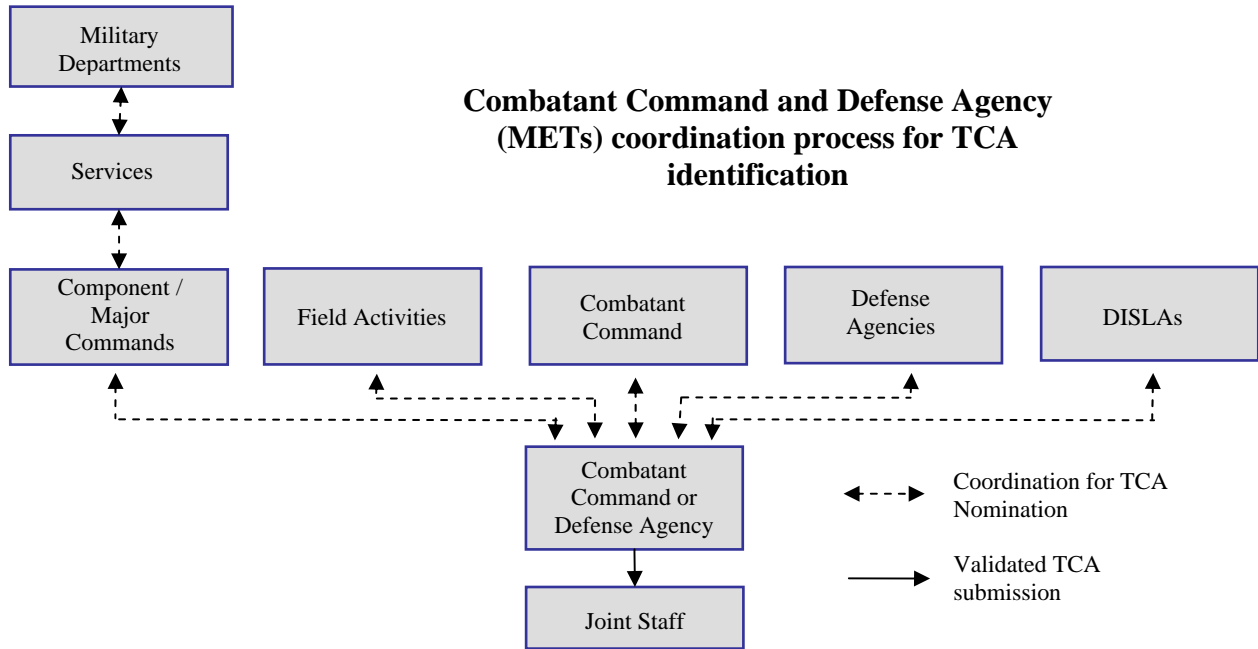 Military
Departments
Combatant Command and Defense Agency
(METs) coordination process for TCA
identification
Services
Component /
Major
Commands
Field Activities
Combatant
Command
Defense
Agencies
DISLAs
Combatant
Command or
Defense Agency
Coordination for TCA
Nomination
Validated TCA
submission
Joint Staff